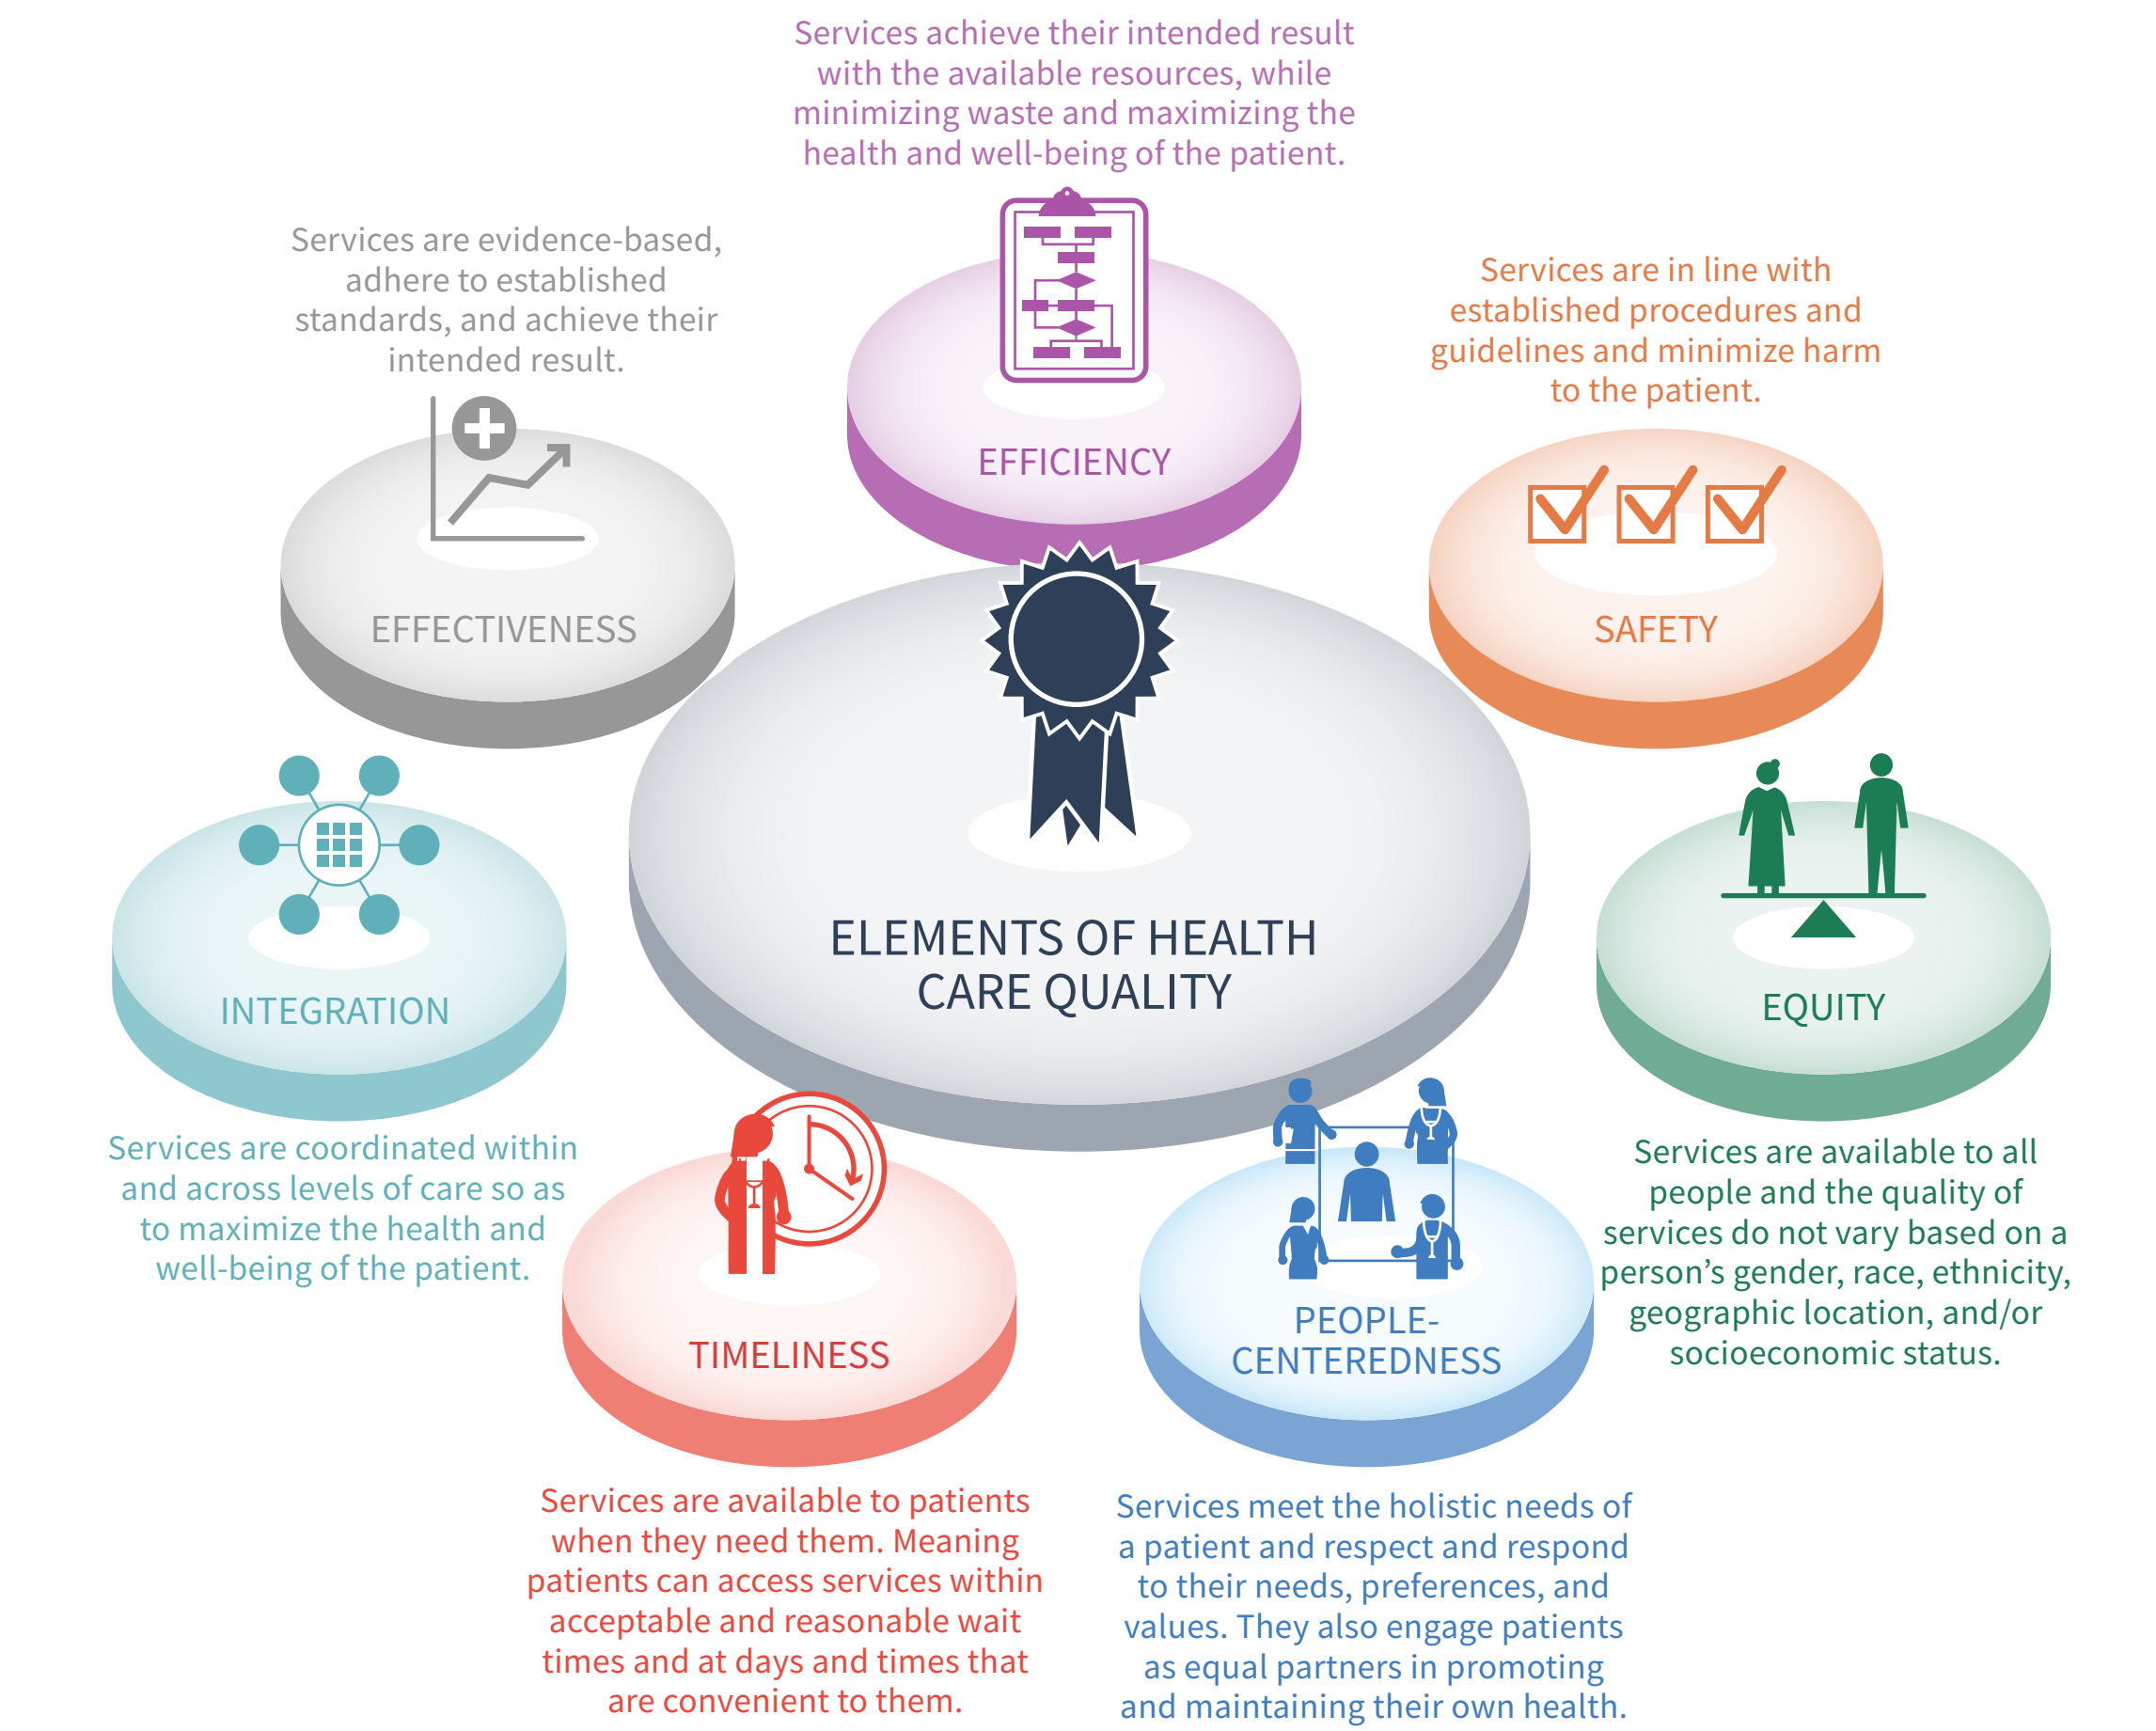 Services achieve their intended result
with the available resources, while
minimizing waste and maximizing the
health and well-being of the patient.
EFFICIENCY
Services are evidence-based,
adhere to established
standards, and achieve their
intended result.
EFFECTIVENESS
Services are in line with
established procedures and
guidelines and minimize harm
to the patient.
SAFETY
ELEMENTS OF HEALTH
CARE QUALITY
INTEGRATION
Services are coordinated within
and across levels of care so as
to maximize the health and
well-being of the patient.
EQUITY
Services are available to all
people and the quality of
services do not vary based on a
person’s gender, race, ethnicity,
geographic location, and/or
socioeconomic status.
TIMELINESS
Services are available to patients
when they need them. Meaning
patients can access services within
acceptable and reasonable wait
times and at days and times that
are convenient to them.
PEOPLE-
CENTEREDNESS
Services meet the holistic needs of
a patient and respect and respond
to their needs, preferences, and
values. They also engage patients
as equal partners in promoting
and maintaining their own health.